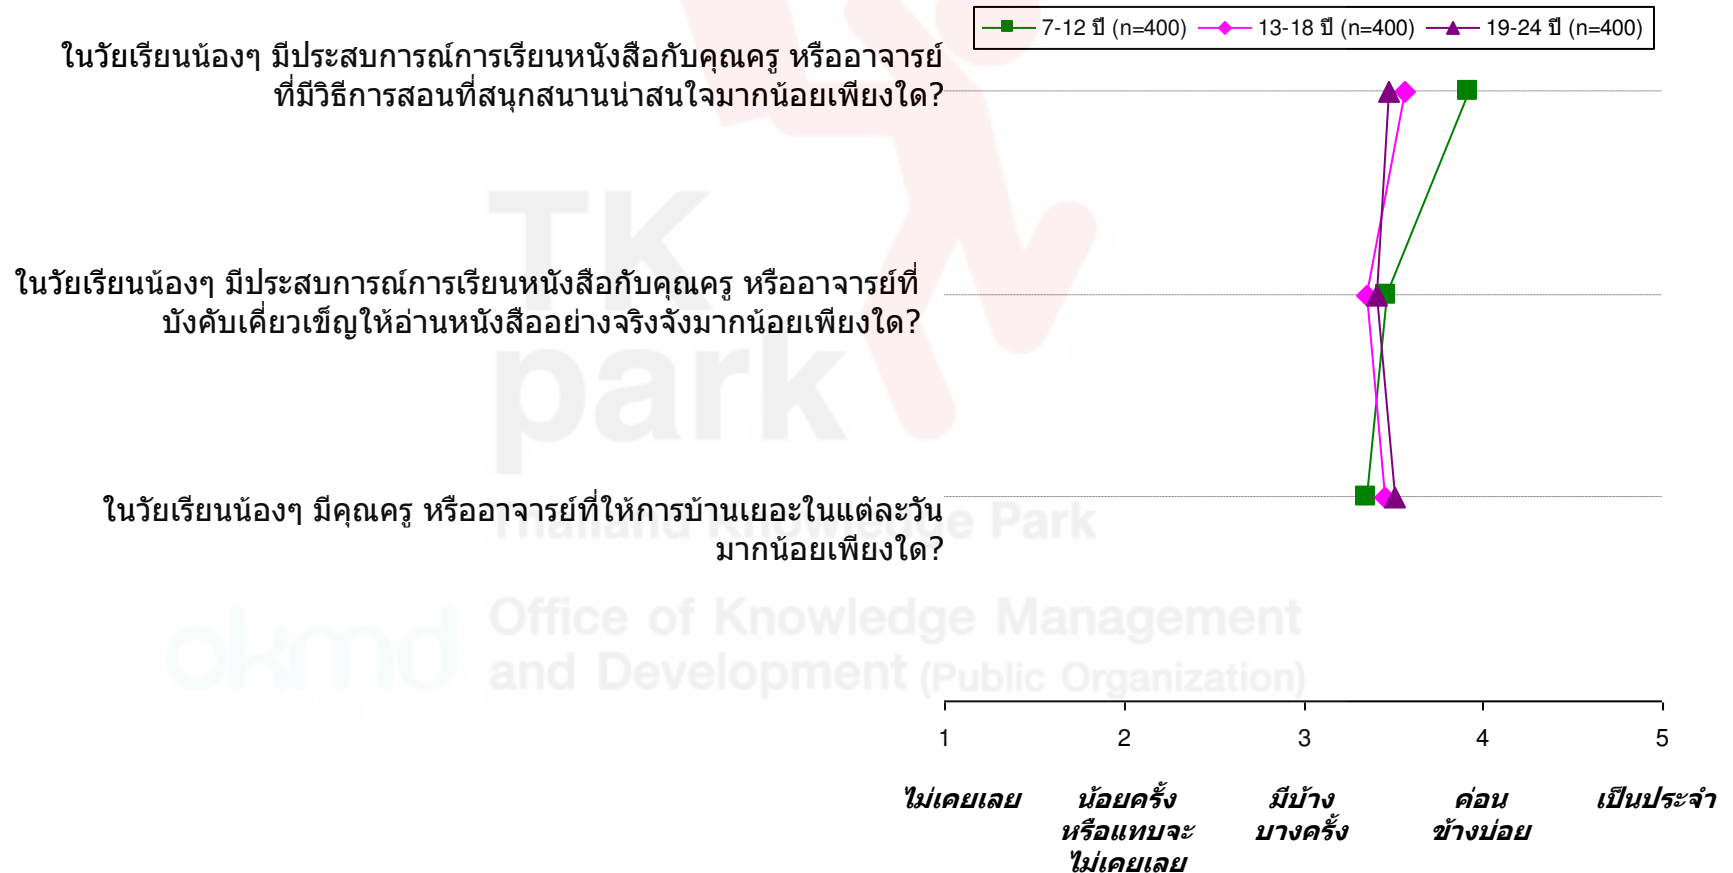 7-12 ปี (n=400) 13-18 ปี (n=400) 19-24 ปี (n=400)
ในวัยเรียนน้องๆ มีประสบการณ์การเรียนหนังสือกับคุณครู หรืออาจารย์
ที่มีวิธีการสอนที่สนุกสนานน่าสนใจมากน้อยเพียงใด?
TK
ในวัยเรียนน้องๆ มีประสบการณ์การเรียนหนังสือกับคุณครู หรืออาจารย์ที่
บังคับเคี่ยวเข็ญให้อ่านหนังสืออย่างจริงจังมากน้อยเพียงใด?
park
ในวัยเรียนน้องๆ มีคุณครู หรืออาจารย์ที่ให้การบ้านเยอะในแต่ละวัน
มากน้อยเพียงใด?
Thailand Knowledge Park
okmd
Office of Knowledge Management
and Development (Public Organization)
1 2 3 4 5
ไม่เคยเลย น้อยครั้ง มีบ้าง ค่อน เป็นประจำ
หรือแทบจะ บางครั้ง ข้างบ่อย
ไม่เคยเลย